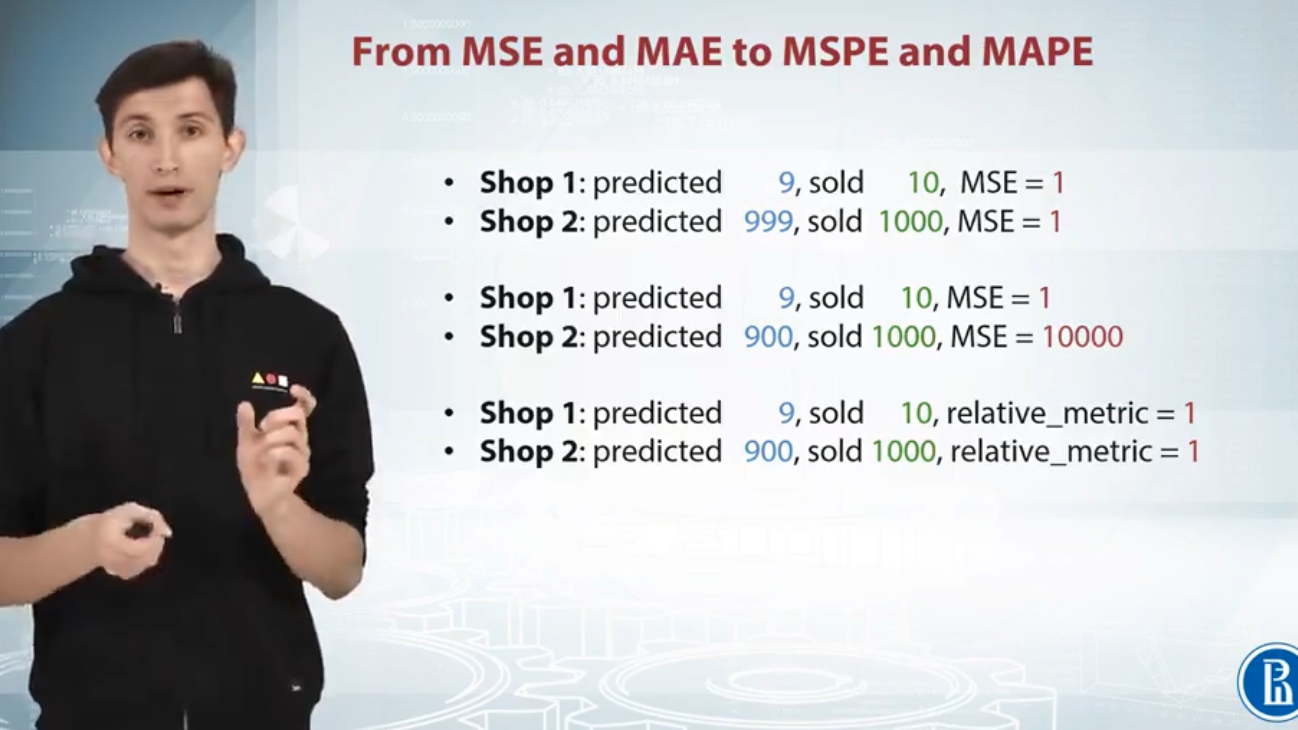 From MSE and MAE to MSPE and MAPE
• Shop 1: predicted 9, sold 10, MSE = 1
• Shop 2: predicted 999, sold 1000, MSE = 1
• Shop 1: predicted 9, sold 10, MSE = 1
• Shop 2: predicted 900, sold 1000, MSE = 10000
• Shop 1: predicted 9, sold 10, relative_metric = 1
• Shop 2: predicted 900, sold 1000, relative_metric = 1